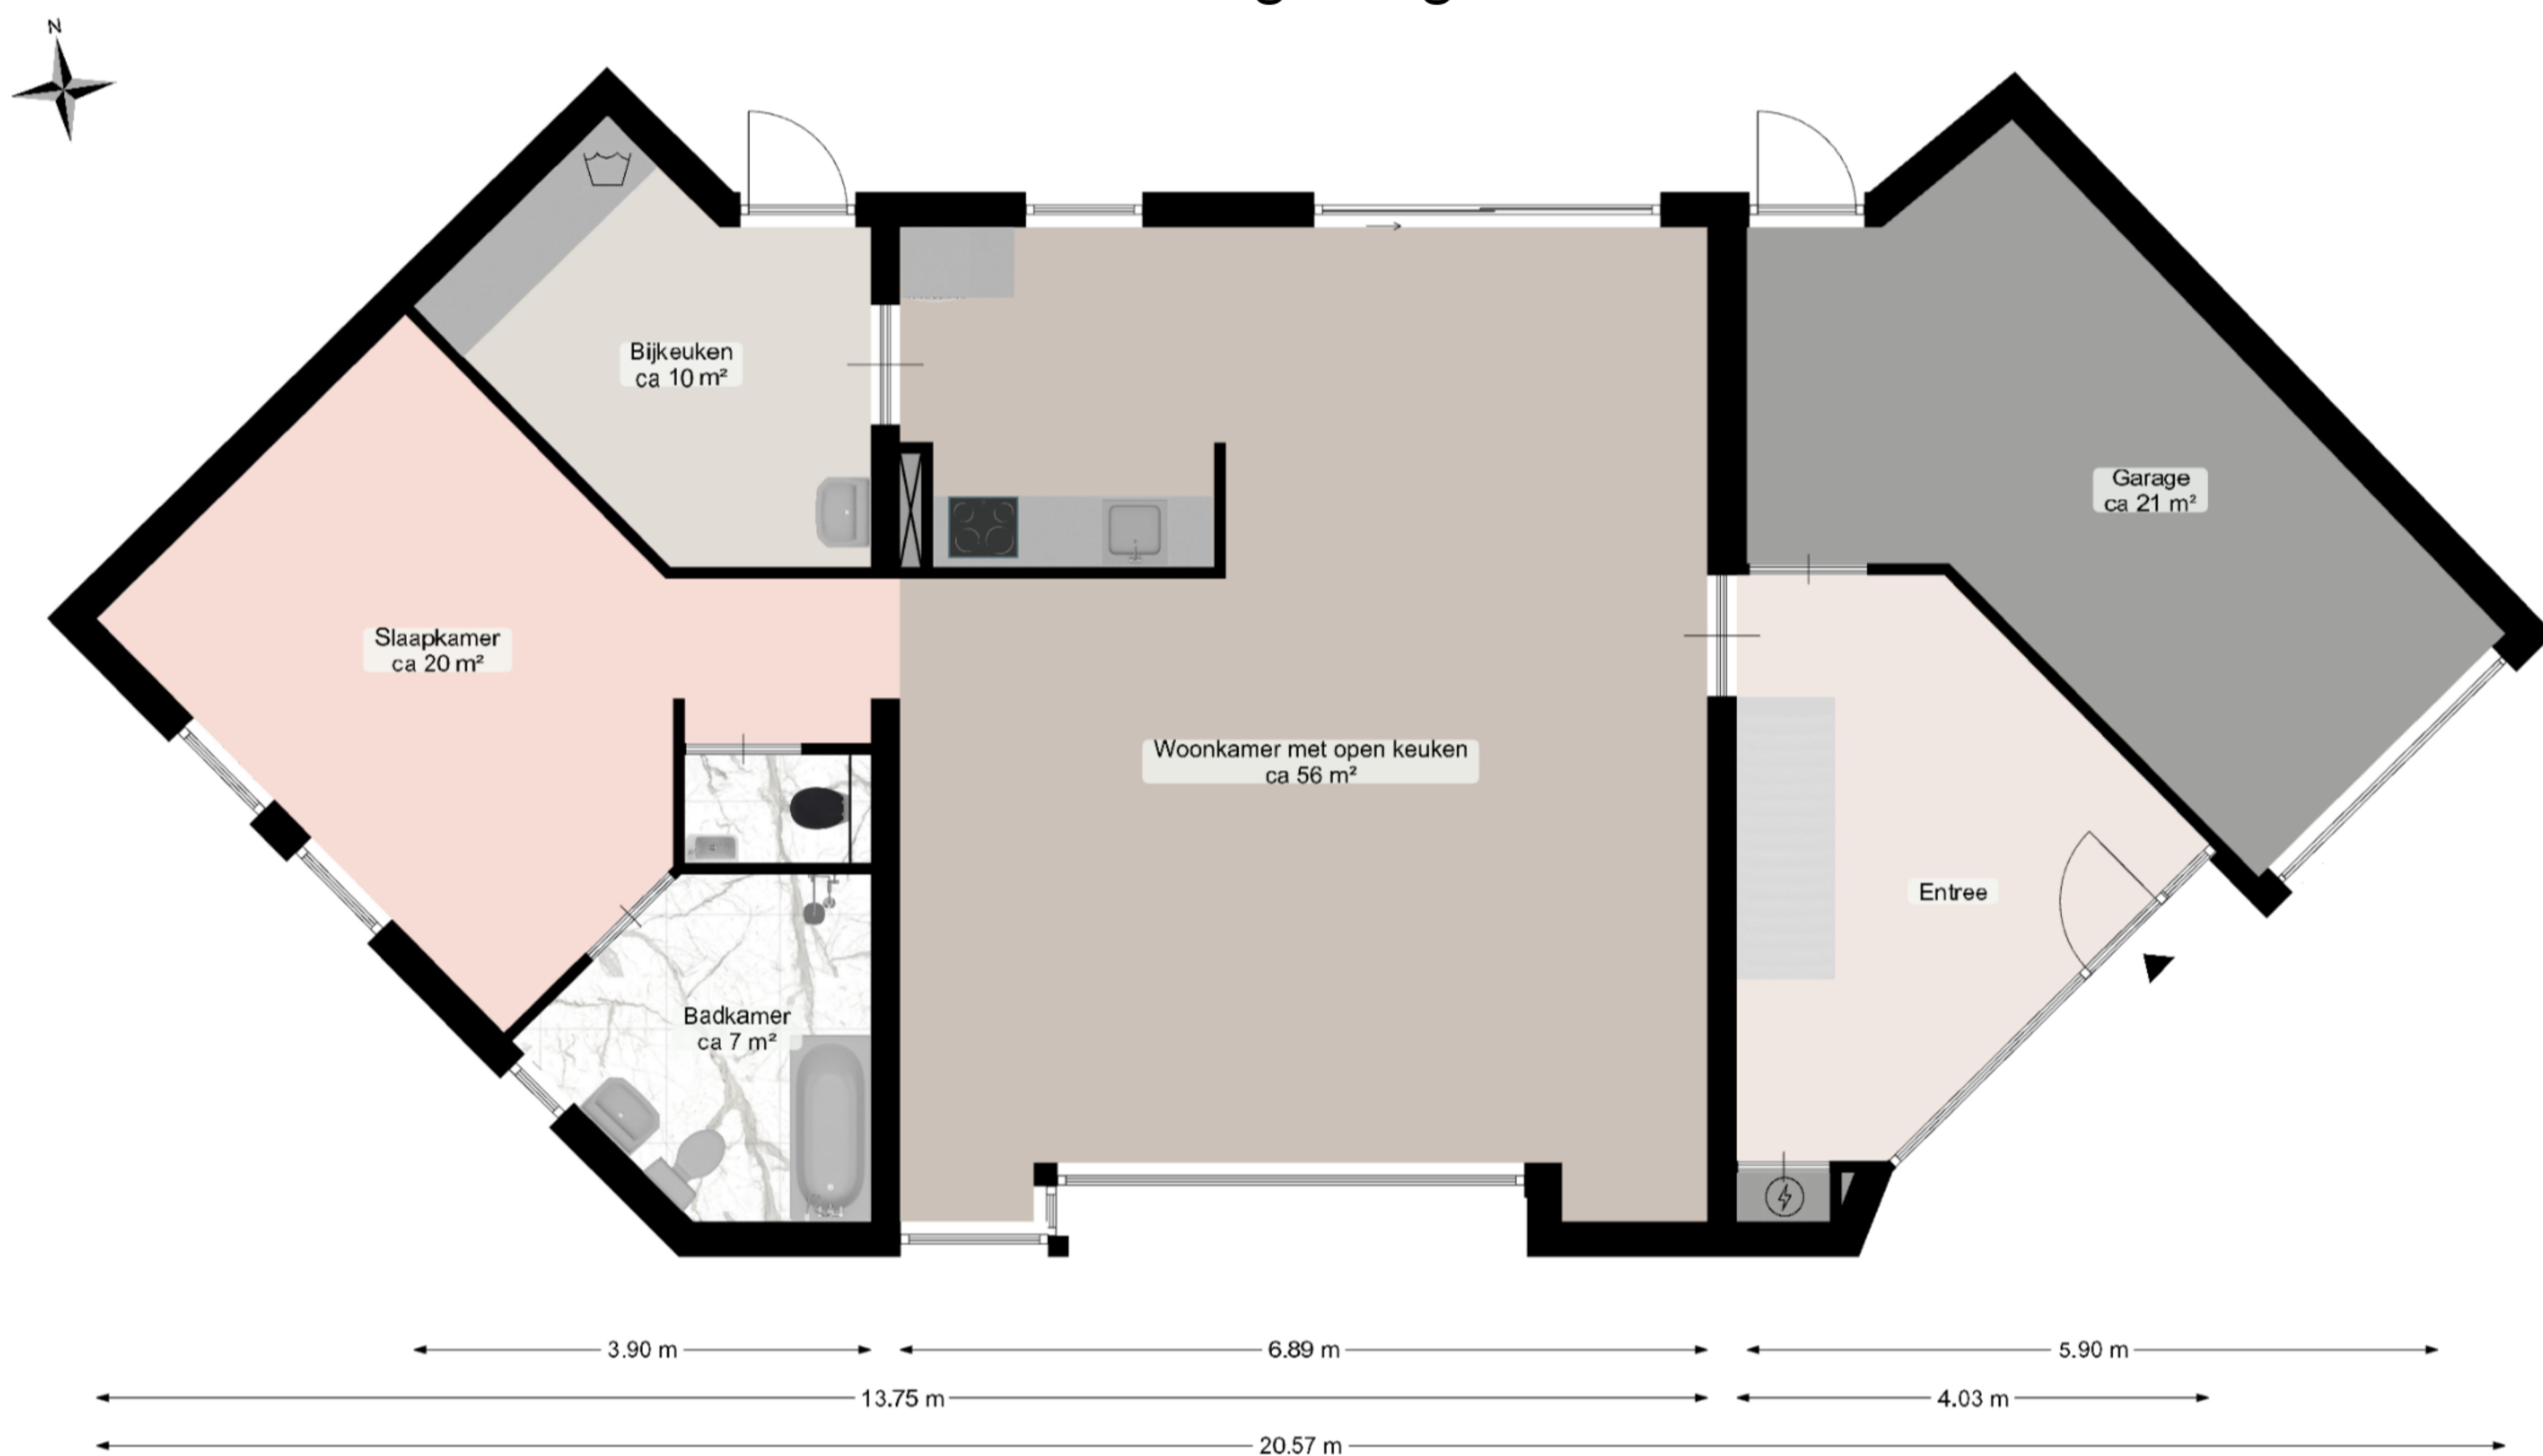 N
Bijkeuken
ca 10 m²
Garage
ca 21 m²
Slaapkamer
ca 20 m²
Woonkamer met open keuken
ca 56 m²
Entree
Badkamer
ca 7 m²
3.90 m
6.89 m
5.90 m
13.75 m
4.03 m
20.57 m